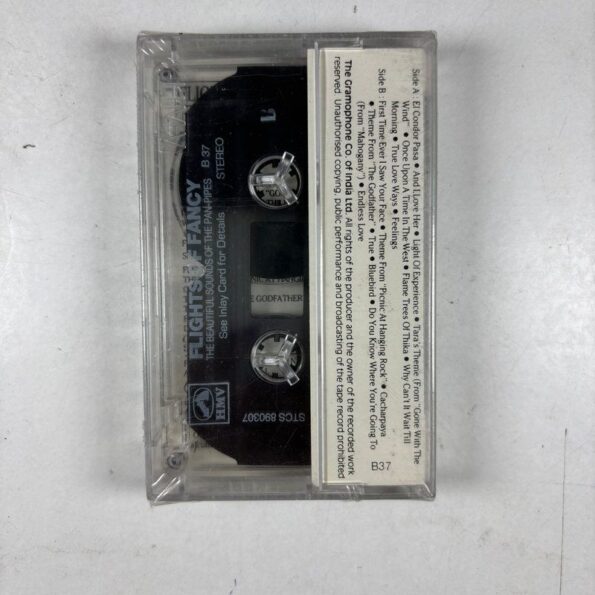 Side A : El Condor Pasa • And I Love Her • Light Of Experience • Tara's Theme (From "Gone With The
Wind" • Once Upon A Time In The West • Flame Trees Of Thika • Why Can't It Wait Till
Morning • True Love Ways • Feelings
Side B : First Time Ever I Saw Your Face • Theme From "Picnic At Hanging Rock" • Cacharpaya
• Theme From "The Godfather" • True • Bluebird • Do You Know Where You're Going To
(From "Mahogany") • Endless Love
The Gramophone Co. of India Ltd. All rights of the producer and the owner of the recorded work
reserved. Unauthorised copying, public performance and broadcasting of the tape record prohibited
B37
STCS 890307
GODFATHER
FLIGHTS OF FANCY
THE BEAUTIFUL SOUNDS OF THE PAN PIPES B 37
See Inlay Card for Details STEREO
HMV